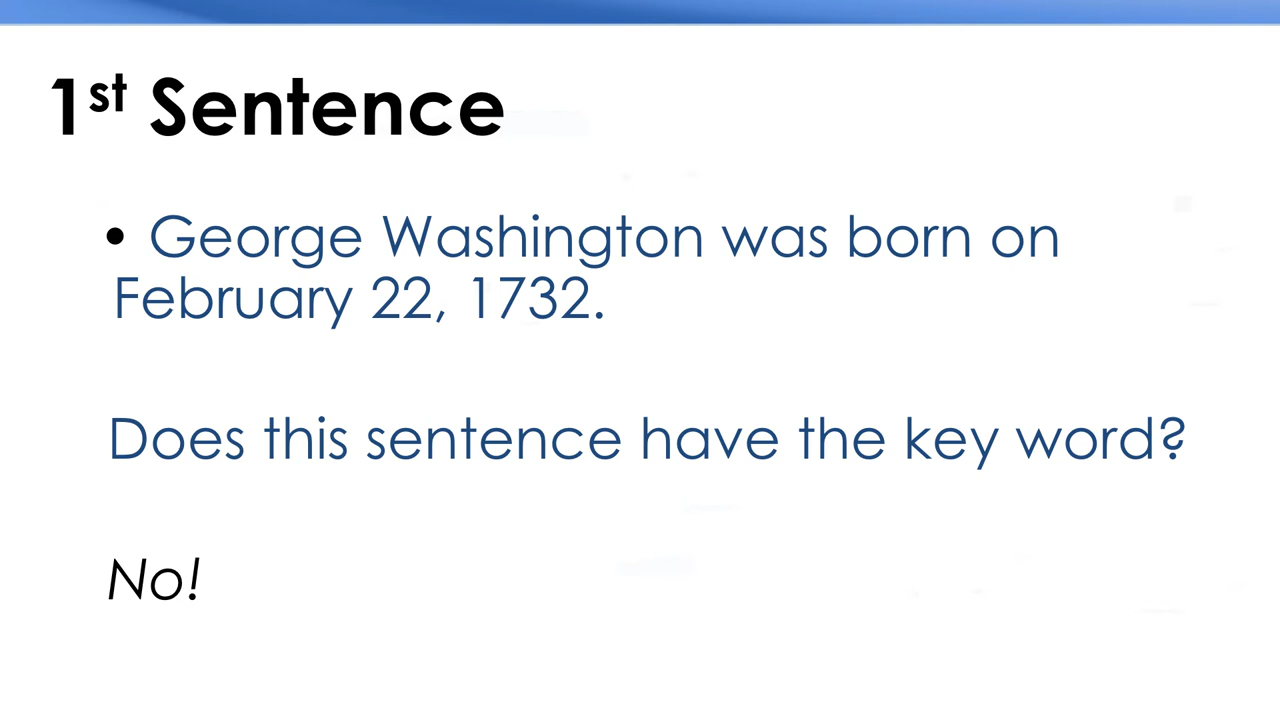 1st Sentence
• George Washington was born on
February 22, 1732.
Does this sentence have the key word?
No!